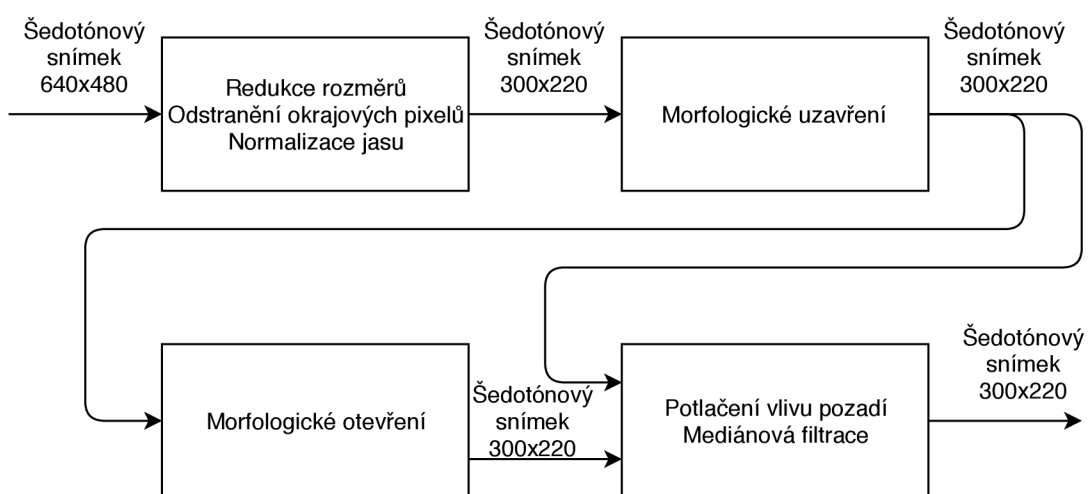 Šedotónový
snímek
640x480
Redukce rozměrů
Odstranění okrajových pixelů
Normalizace jasu
Šedotónový
snímek
300x220
Morfologické uzavření
Šedotónový
snímek
300x220
Morfologické otevření
Šedotónový
snímek
300x220
Potlačení vlivu pozadí
Mediánová filtrace
Šedotónový
snímek
300x220